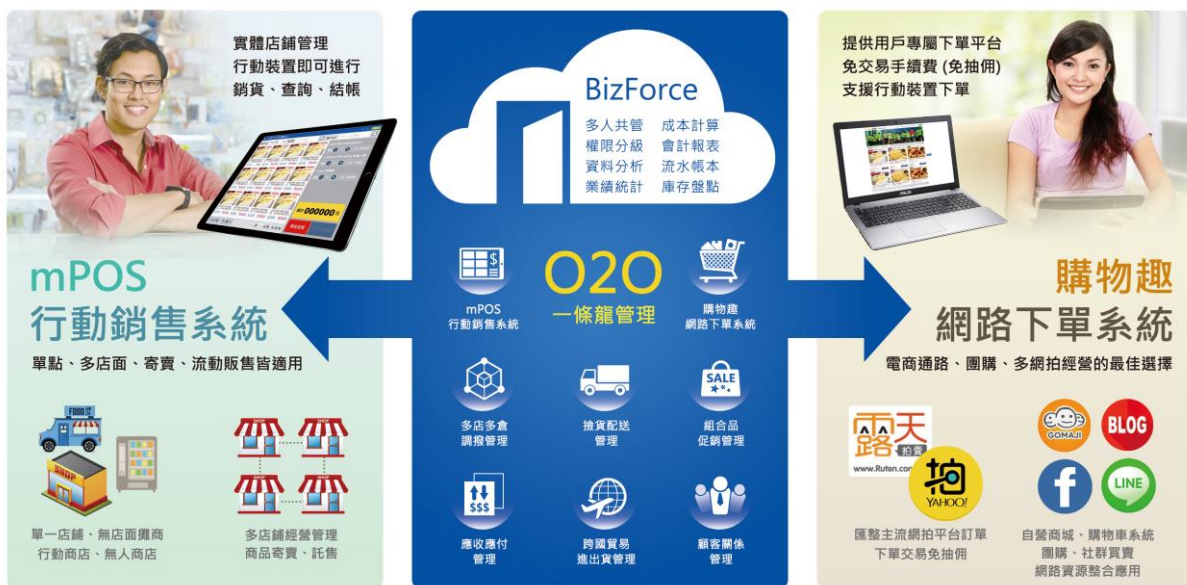 實體店鋪管理
行動裝置即可進行
銷貨、查詢、結帳
000000
mPOS
行動銷售系統
單點、多店面、寄賣、流動販售皆適用
FOOD
SHOP
單一店鋪、無店面攤商
行動商店、無人商店
SHOP
SHOP
SHOP
SHOP
多店鋪經營管理
商品寄賣、託售
BizForce
多人共管 成本計算
權限分級 會計報表
資料分析 流水帳本
業績統計 庫存盤點
O2O
一條龍管理
$
mPOS
行動銷售系統
購物趣
網路下單系統
多店多倉
調撥管理
撿貨配送
管理
SALE
組合品
促銷管理
$$$
應收應付
管理
跨國貿易
進出貨管理
顧客關係
管理
提供用戶專屬下單平台
免交易手續費 (免抽佣)
支援行動裝置下單
ASUS
購物趣
網路下單系統
電商通路、團購、多網拍經營的最佳選擇
露天
拍賣
www.Ruten.com
拍
YAHOO!
匯整主流網拍平台訂單
下單交易免抽佣
GOMAJI
BLOG
f
LINE
自營商城、購物車系統
團購、社群買賣
網路資源整合應用